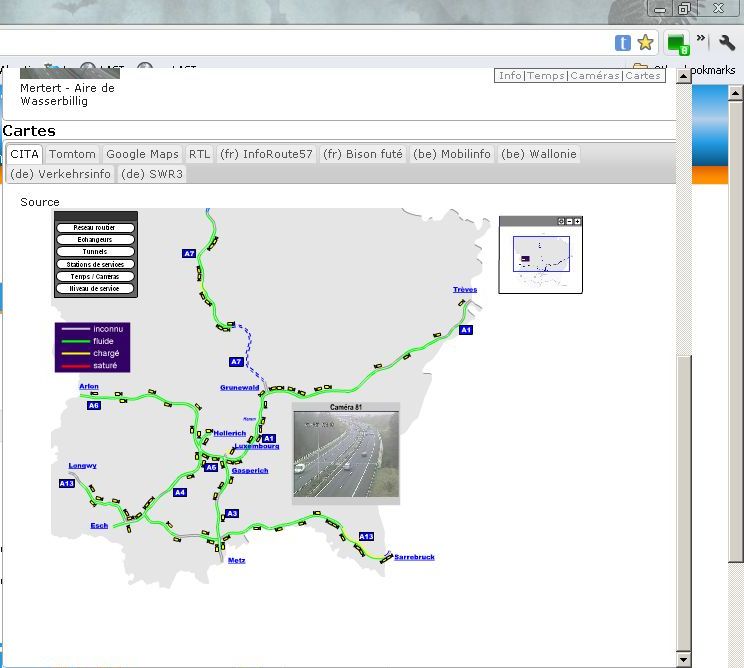 Info|Temps|Caméras|Cartes
Mertert - Aire de
Wasserbillig
Cartes
CITA Tomtom Google Maps RTL (fr) InfoRoute57 (fr) Bison futé (be) Mobilinfo (be) Wallonie
(de) Verkehrsinfo (de) SWR3
Source
Réseau routier
Echangeurs
Tunnels
Stations de services
Temps / Caméras
Niveau de service
inconnu
fluide
chargé
saturé
A7
Trèves
A1
A7
Arlon
Grunewald
A6
Caméra 81
Hollerich
A1
Luxembourg
Longwy
A6
Gasperich
A13
A4
A3
Esch
A13
Metz
Sarrebruck